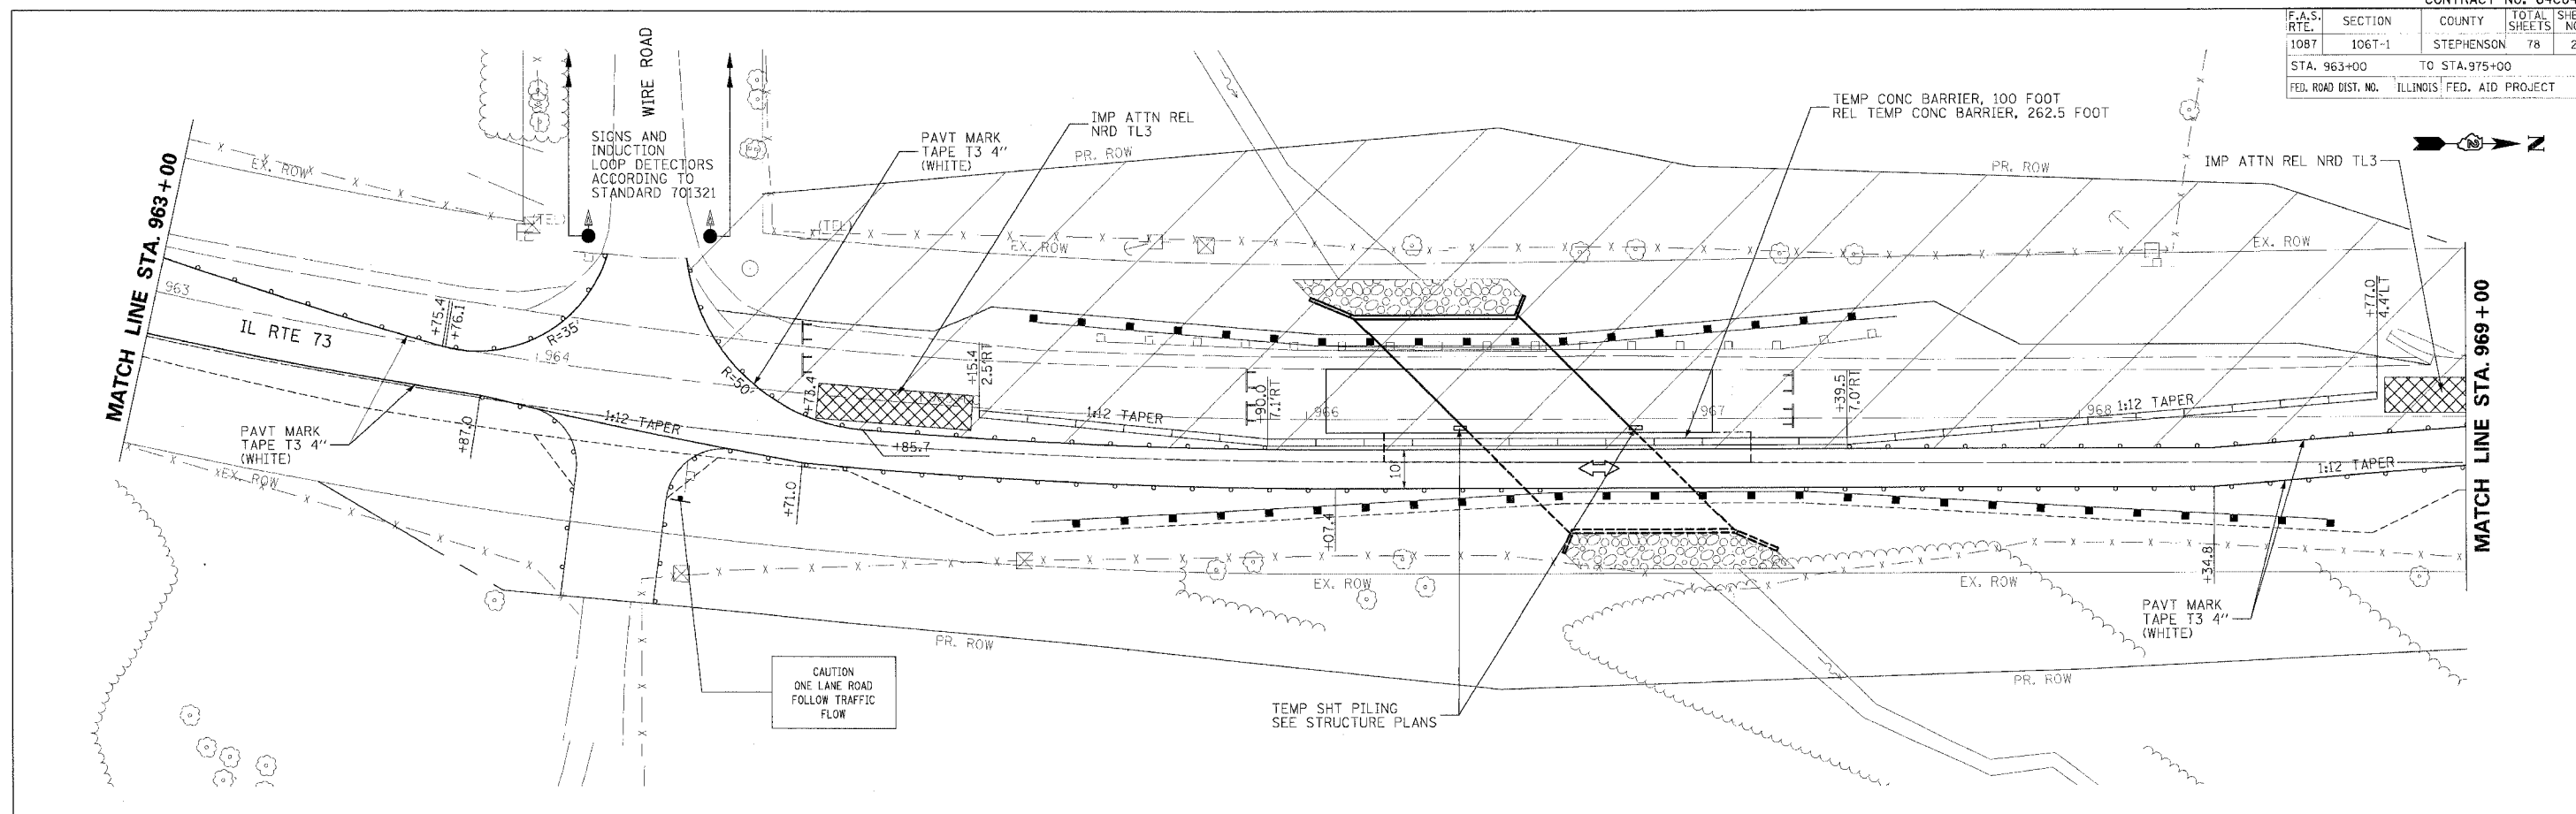 F.A.S. RTE. SECTION COUNTY TOTAL SHEETS
1087 106T-1 STEPHENSON 78
STA. 963+00 TO STA.975+00
FED. ROAD DIST. NO. ILLINOIS FED. AID PROJECT
N
WIRE ROAD
SIGNS AND
INDUCTION
LOOP DETECTORS
ACCORDING TO
STANDARD 701321
PAVT MARK
TAPE T3 4"
(WHITE)
IMP ATTN REL
NRD TL3
TEMP CONC BARRIER, 100 FOOT
REL TEMP CONC BARRIER, 262.5 FOOT
IMP ATTN REL NRD TL3
PR. ROW
PR. ROW
EX. ROW
(TEL)
(TEL)
EX. ROW
EX. ROW
MATCH LINE STA. 963+00
963
IL RTE 73
+75.4
+76.1
R=35'
964
R=50'
+73.4
+15.4
2.5'RT
+90.0
7.1'RT
966
967
+39.5
7.0'RT
968
+77.0
4.4'LT
MATCH LINE STA. 969+00
1:12 TAPER
1:12 TAPER
1:12 TAPER
1:12 TAPER
PAVT MARK
TAPE T3 4"
(WHITE)
+87.0
+85.7
+71.0
10'
+07.4
+34.8
EX. ROW
EX. ROW
EX. ROW
PAVT MARK
TAPE T3 4"
(WHITE)
PR. ROW
PR. ROW
CAUTION
ONE LANE ROAD
FOLLOW TRAFFIC
FLOW
TEMP SHT PILING
SEE STRUCTURE PLANS